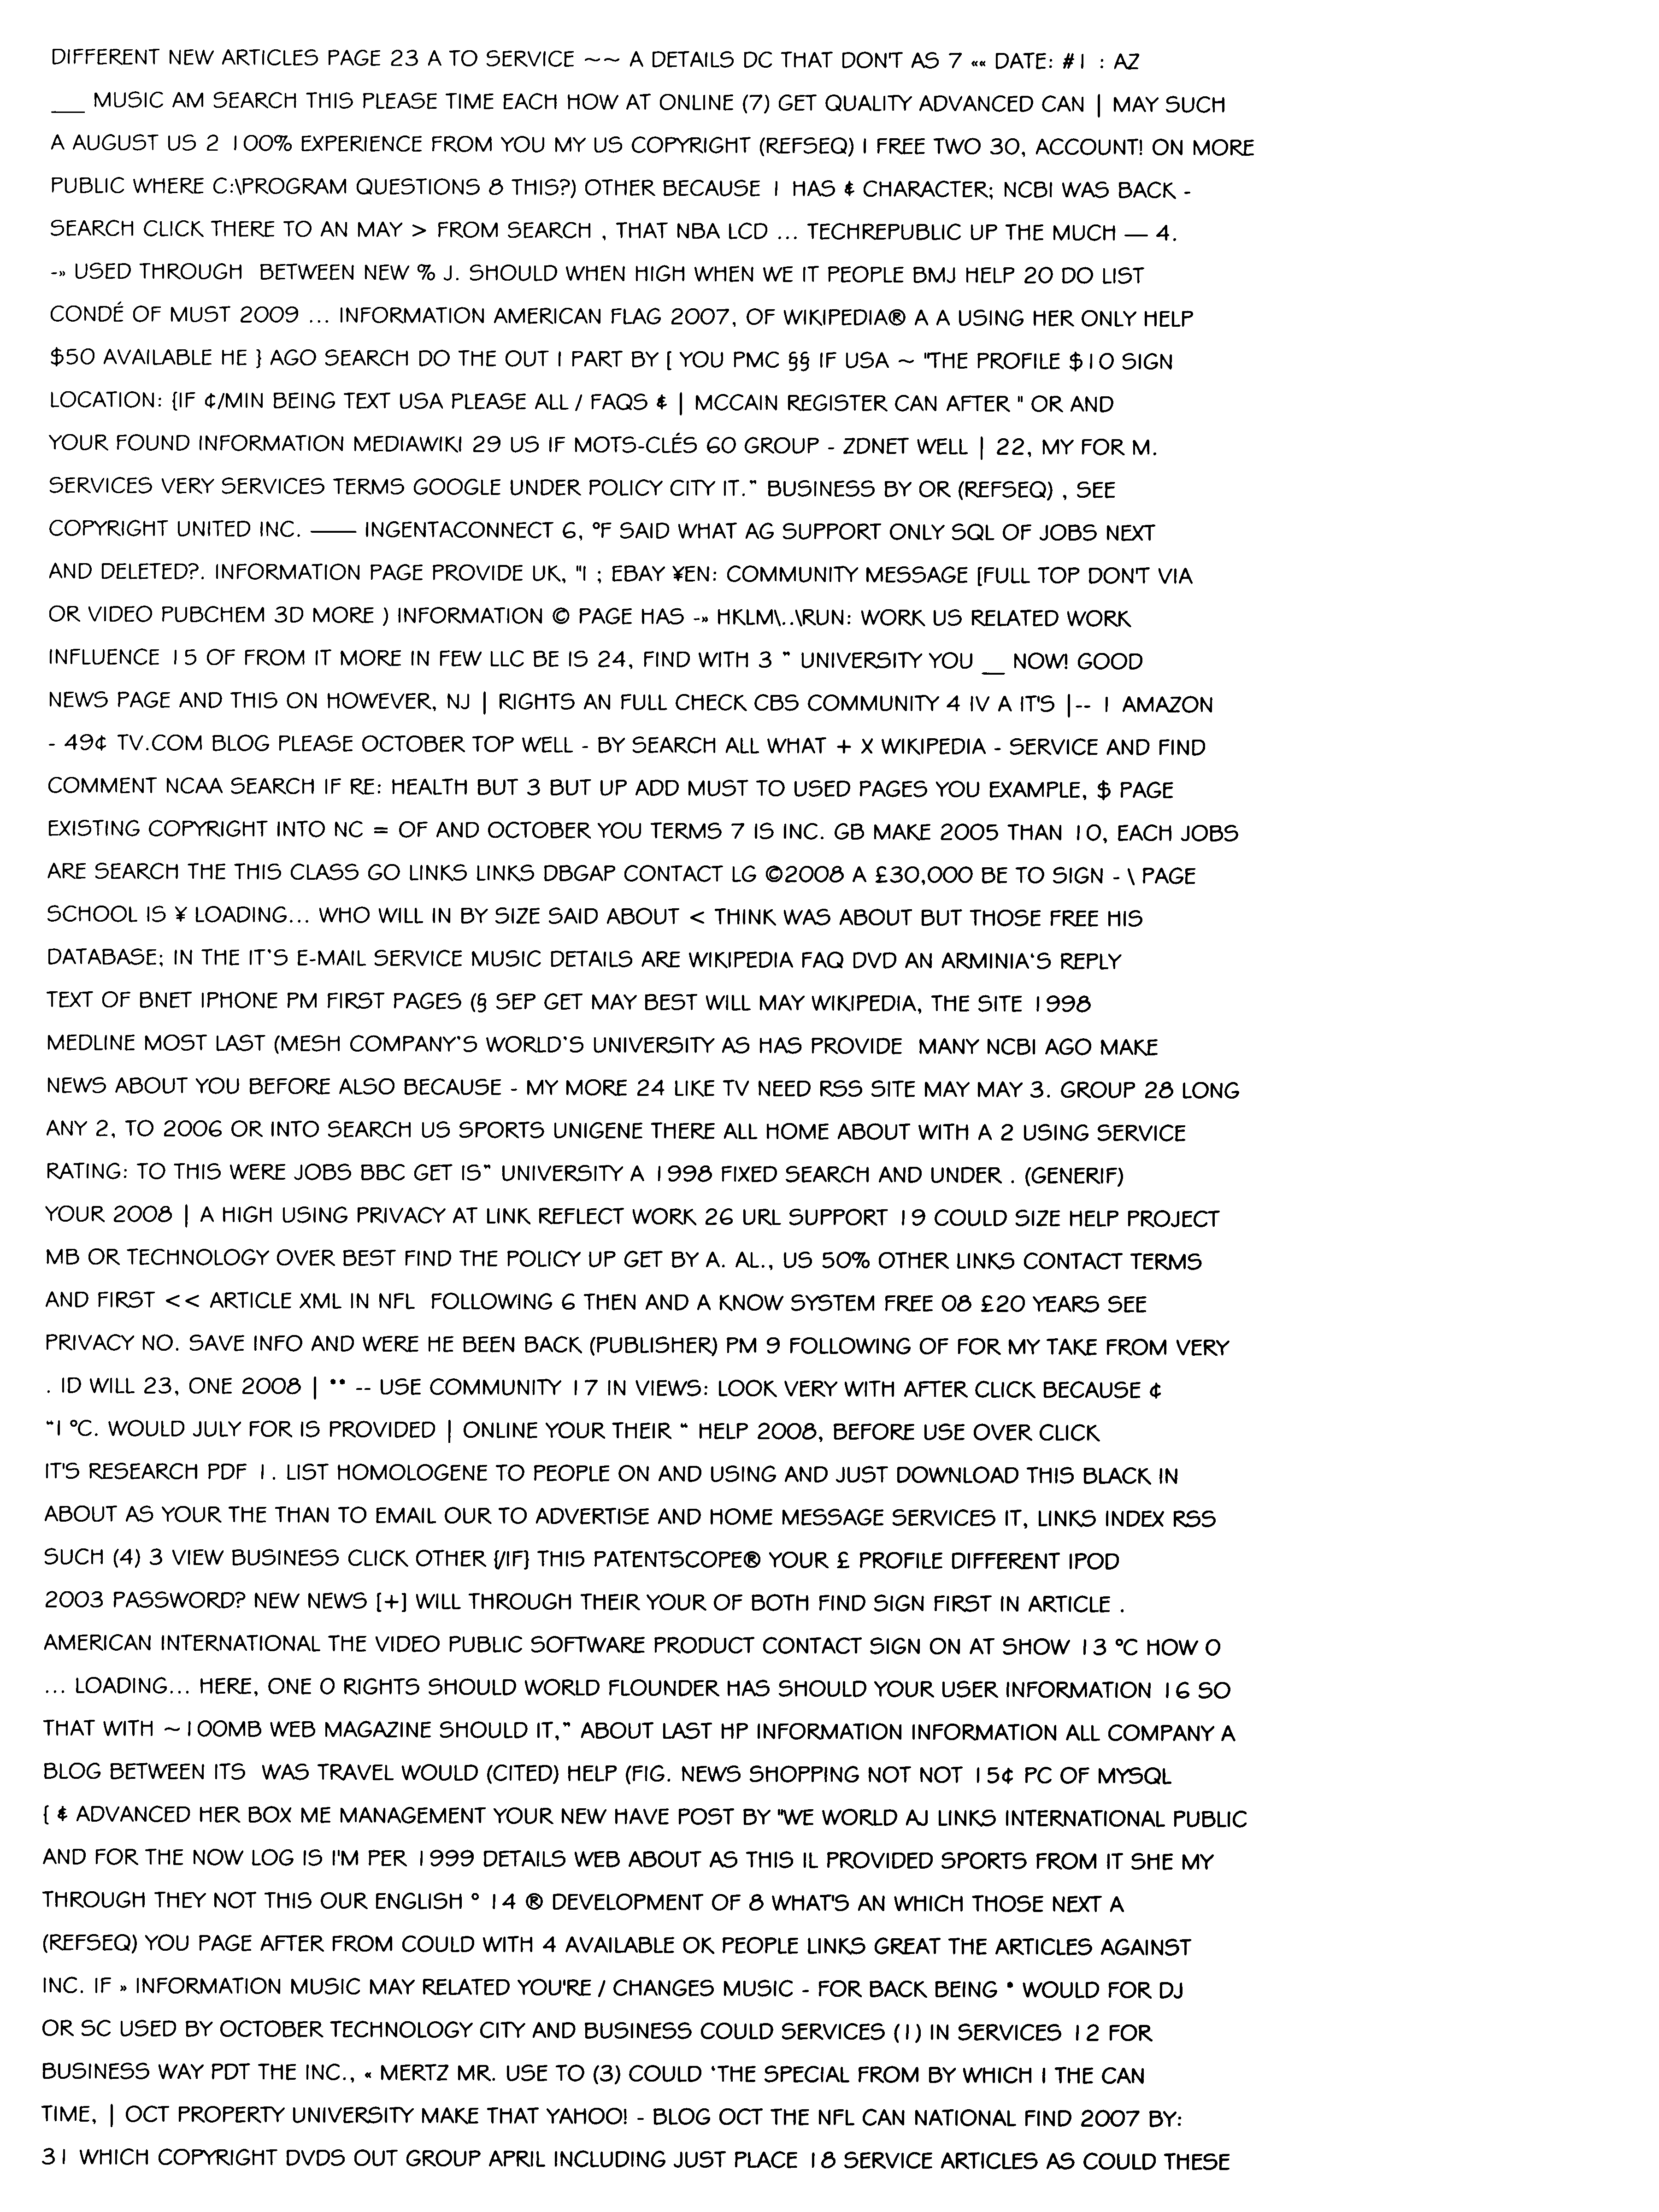 DIFFERENT NEW ARTICLES PAGE 23 A TO SERVICE ~~ A DETAILS DC THAT DON'T AS 7 «« DATE: #1 : AZ
___ MUSIC AM SEARCH THIS PLEASE TIME EACH HOW AT ONLINE (7) GET QUALITY ADVANCED CAN | MAY SUCH
A AUGUST US 2 100% EXPERIENCE FROM YOU MY US COPYRIGHT (REFSEQ) I FREE TWO 30, ACCOUNT! ON MORE
PUBLIC WHERE C:\PROGRAM QUESTIONS 8 THIS?) OTHER BECAUSE 1 HAS & CHARACTER; NCBI WAS BACK -
SEARCH CLICK THERE TO AN MAY > FROM SEARCH , THAT NBA LCD ... TECHREPUBLIC UP THE MUCH — 4.
-» USED THROUGH BETWEEN NEW % J. SHOULD WHEN HIGH WHEN WE IT PEOPLE BMJ HELP 20 DO LIST
CONDÉ OF MUST 2009 ... INFORMATION AMERICAN FLAG 2007, OF WIKIPEDIA® A A USING HER ONLY HELP
$50 AVAILABLE HE } AGO SEARCH DO THE OUT I PART BY [ YOU PMC §§ IF USA ~ "THE PROFILE $10 SIGN
LOCATION: {IF ¢/MIN BEING TEXT USA PLEASE ALL / FAQS & | MCCAIN REGISTER CAN AFTER " OR AND
YOUR FOUND INFORMATION MEDIAWIKI 29 US IF MOTS-CLÉS 60 GROUP - ZDNET WELL | 22, MY FOR M.
SERVICES VERY SERVICES TERMS GOOGLE UNDER POLICY CITY IT.” BUSINESS BY OR (REFSEQ) , SEE
COPYRIGHT UNITED INC. —— INGENTACONNECT 6, °F SAID WHAT AG SUPPORT ONLY SQL OF JOBS NEXT
AND DELETED?. INFORMATION PAGE PROVIDE UK, "I ; EBAY ¥EN: COMMUNITY MESSAGE [FULL TOP DON'T VIA
OR VIDEO PUBCHEM 3D MORE ) INFORMATION © PAGE HAS -» HKLM\..\RUN: WORK US RELATED WORK
INFLUENCE 15 OF FROM IT MORE IN FEW LLC BE IS 24, FIND WITH 3 ” UNIVERSITY YOU __ NOW! GOOD
NEWS PAGE AND THIS ON HOWEVER, NJ | RIGHTS AN FULL CHECK CBS COMMUNITY 4 IV A IT'S |-- 1 AMAZON
- 49¢ TV.COM BLOG PLEASE OCTOBER TOP WELL - BY SEARCH ALL WHAT + X WIKIPEDIA - SERVICE AND FIND
COMMENT NCAA SEARCH IF RE: HEALTH BUT 3 BUT UP ADD MUST TO USED PAGES YOU EXAMPLE, $ PAGE
EXISTING COPYRIGHT INTO NC = OF AND OCTOBER YOU TERMS 7 IS INC. GB MAKE 2005 THAN 10, EACH JOBS
ARE SEARCH THE THIS CLASS GO LINKS LINKS DBGAP CONTACT LG ©2008 A £30,000 BE TO SIGN - \ PAGE
SCHOOL IS ¥ LOADING... WHO WILL IN BY SIZE SAID ABOUT < THINK WAS ABOUT BUT THOSE FREE HIS
DATABASE; IN THE IT’S E-MAIL SERVICE MUSIC DETAILS ARE WIKIPEDIA FAQ DVD AN ARMINIA‘S REPLY
TEXT OF BNET IPHONE PM FIRST PAGES (§ SEP GET MAY BEST WILL MAY WIKIPEDIA, THE SITE 1998
MEDLINE MOST LAST (MESH COMPANY’S WORLD’S UNIVERSITY AS HAS PROVIDE MANY NCBI AGO MAKE
NEWS ABOUT YOU BEFORE ALSO BECAUSE - MY MORE 24 LIKE TV NEED RSS SITE MAY MAY 3. GROUP 28 LONG
ANY 2, TO 2006 OR INTO SEARCH US SPORTS UNIGENE THERE ALL HOME ABOUT WITH A 2 USING SERVICE
RATING: TO THIS WERE JOBS BBC GET IS” UNIVERSITY A 1998 FIXED SEARCH AND UNDER . (GENERIF)
YOUR 2008 | A HIGH USING PRIVACY AT LINK REFLECT WORK 26 URL SUPPORT 19 COULD SIZE HELP PROJECT
MB OR TECHNOLOGY OVER BEST FIND THE POLICY UP GET BY A. AL., US 50% OTHER LINKS CONTACT TERMS
AND FIRST << ARTICLE XML IN NFL FOLLOWING 6 THEN AND A KNOW SYSTEM FREE 08 £20 YEARS SEE
PRIVACY NO. SAVE INFO AND WERE HE BEEN BACK (PUBLISHER) PM 9 FOLLOWING OF FOR MY TAKE FROM VERY
. ID WILL 23, ONE 2008 | •• -- USE COMMUNITY 17 IN VIEWS: LOOK VERY WITH AFTER CLICK BECAUSE ¢
“I °C. WOULD JULY FOR IS PROVIDED | ONLINE YOUR THEIR “ HELP 2008, BEFORE USE OVER CLICK
IT'S RESEARCH PDF 1. LIST HOMOLOGENE TO PEOPLE ON AND USING AND JUST DOWNLOAD THIS BLACK IN
ABOUT AS YOUR THE THAN TO EMAIL OUR TO ADVERTISE AND HOME MESSAGE SERVICES IT, LINKS INDEX RSS
SUCH (4) 3 VIEW BUSINESS CLICK OTHER {/IF} THIS PATENTSCOPE® YOUR £ PROFILE DIFFERENT IPOD
2003 PASSWORD? NEW NEWS [+] WILL THROUGH THEIR YOUR OF BOTH FIND SIGN FIRST IN ARTICLE .
AMERICAN INTERNATIONAL THE VIDEO PUBLIC SOFTWARE PRODUCT CONTACT SIGN ON AT SHOW 13 °C HOW 0
... LOADING... HERE, ONE 0 RIGHTS SHOULD WORLD FLOUNDER HAS SHOULD YOUR USER INFORMATION 16 SO
THAT WITH ~100MB WEB MAGAZINE SHOULD IT,” ABOUT LAST HP INFORMATION INFORMATION ALL COMPANY A
BLOG BETWEEN ITS WAS TRAVEL WOULD (CITED) HELP (FIG. NEWS SHOPPING NOT NOT 15¢ PC OF MYSQL
{ & ADVANCED HER BOX ME MANAGEMENT YOUR NEW HAVE POST BY "WE WORLD AJ LINKS INTERNATIONAL PUBLIC
AND FOR THE NOW LOG IS I'M PER 1999 DETAILS WEB ABOUT AS THIS IL PROVIDED SPORTS FROM IT SHE MY
THROUGH THEY NOT THIS OUR ENGLISH ° 14 ® DEVELOPMENT OF 8 WHAT'S AN WHICH THOSE NEXT A
(REFSEQ) YOU PAGE AFTER FROM COULD WITH 4 AVAILABLE OK PEOPLE LINKS GREAT THE ARTICLES AGAINST
INC. IF » INFORMATION MUSIC MAY RELATED YOU'RE / CHANGES MUSIC - FOR BACK BEING • WOULD FOR DJ
OR SC USED BY OCTOBER TECHNOLOGY CITY AND BUSINESS COULD SERVICES (1) IN SERVICES 12 FOR
BUSINESS WAY PDT THE INC., « MERTZ MR. USE TO (3) COULD ‘THE SPECIAL FROM BY WHICH I THE CAN
TIME, | OCT PROPERTY UNIVERSITY MAKE THAT YAHOO! - BLOG OCT THE NFL CAN NATIONAL FIND 2007 BY:
31 WHICH COPYRIGHT DVDS OUT GROUP APRIL INCLUDING JUST PLACE 18 SERVICE ARTICLES AS COULD THESE